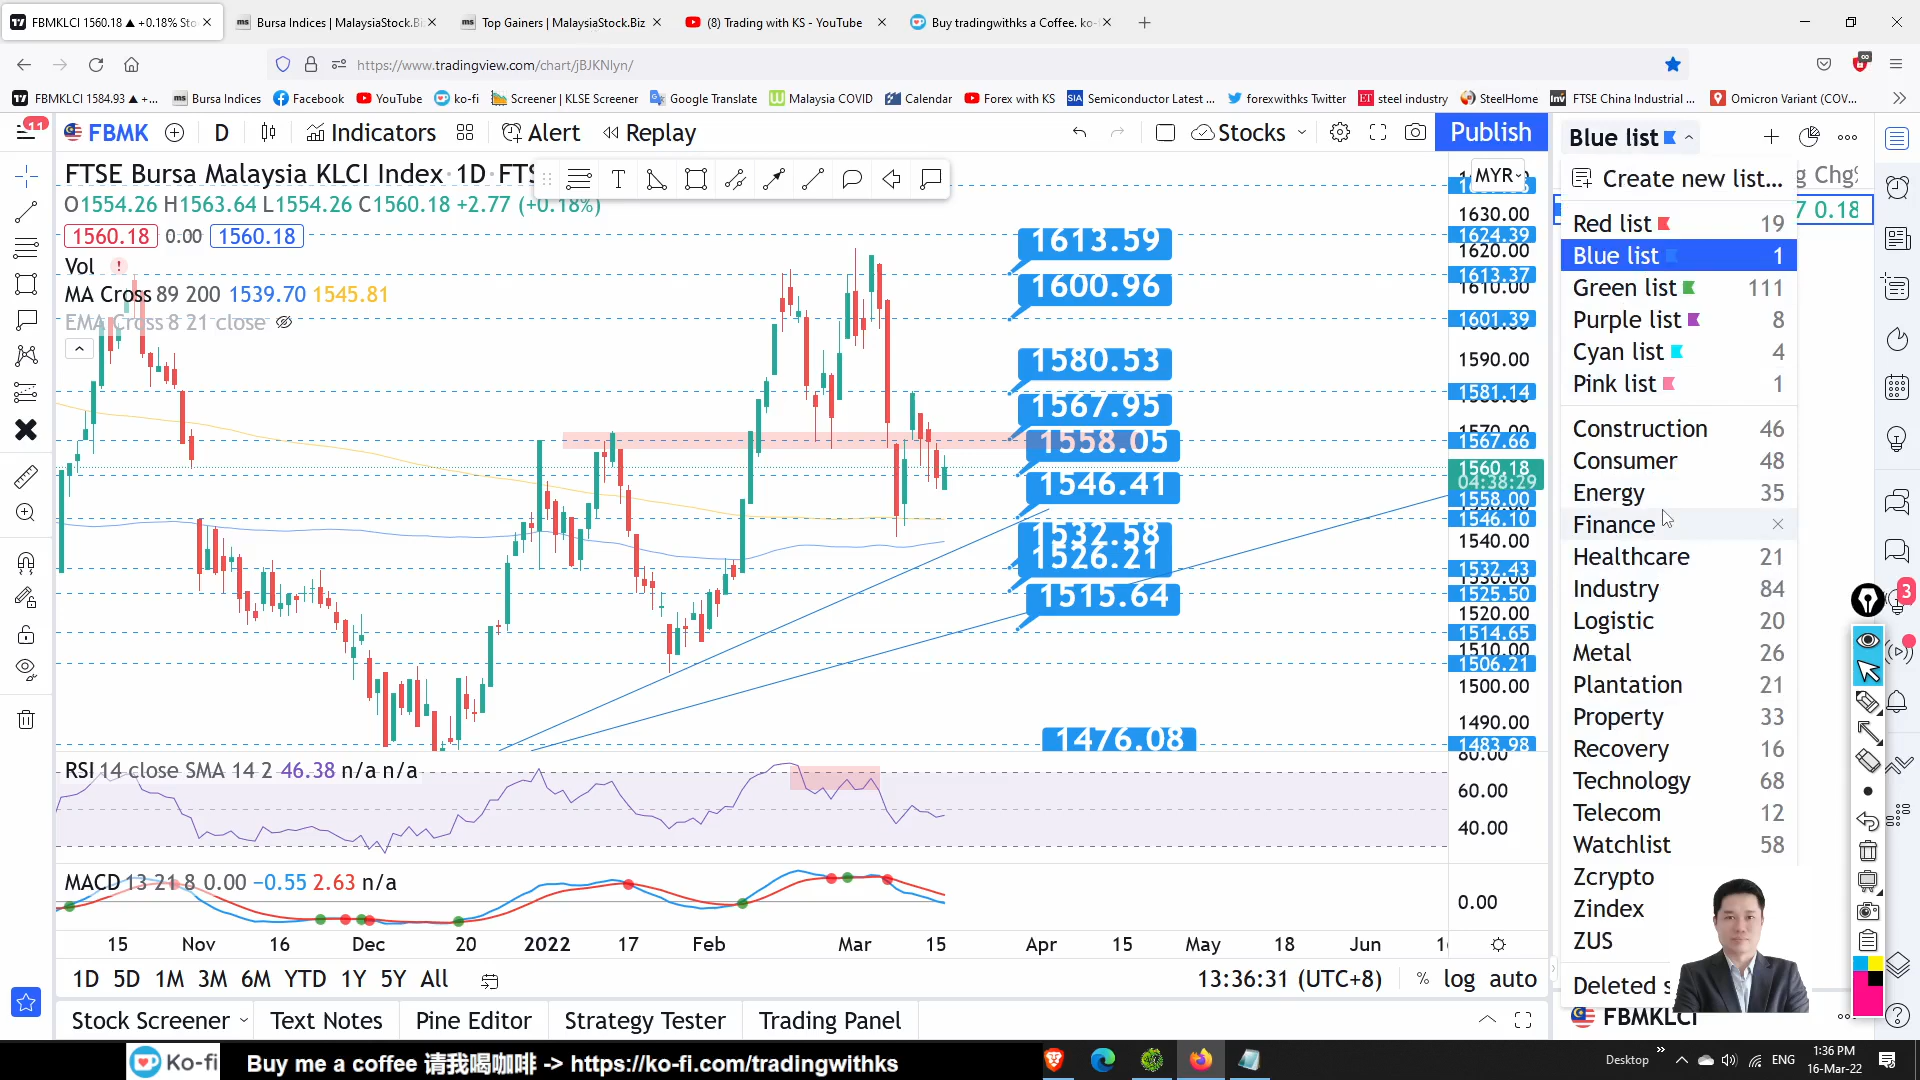 FBMKLCI 1560.18 ▲ +0.18% Sto
Bursa Indices | MalaysiaStock.Bi
Top Gainers | MalaysiaStock.Biz
(8) Trading with KS - YouTube
Buy tradingwithks a Coffee. ko-
https://www.tradingview.com/chart/jBJKNlyn/
FBMKLCI 1584.93 ▲ +...
Bursa Indices
Facebook
YouTube
ko-fi
Screener | KLSE Screener
Google Translate
Malaysia COVID
Calendar
Forex with KS
Semiconductor Latest ...
forexwithks Twitter
steel industry
SteelHome
FTSE China Industrial ...
Omicron Variant (COV...
11
FBMK
D
Indicators
Alert
Replay
Stocks
Publish
FTSE Bursa Malaysia KLCI Index · 1D · FTS
O1554.26 H1563.64 L1554.26 C1560.18 +2.77 (+0.18%)
1560.18 0.00 1560.18
Vol
MA Cross 89 200 1539.70 1545.81
EMA Cross 8 21 close
1613.59
1600.96
1580.53
1567.95
1558.05
1546.41
1532.58
1526.21
1515.64
1476.08
MYR
1630.00
1624.39
1620.00
1613.37
1610.00
1601.39
1590.00
1581.14
1567.66
1560.18
04:38:29
1558.00
1546.10
1540.00
1532.43
1530.00
1525.50
1520.00
1514.65
1510.00
1506.21
1500.00
1490.00
1483.98
RSI 14 close SMA 14 2 46.38 n/a n/a
80.00
60.00
40.00
MACD 13 21 8 0.00 −0.55 2.63 n/a
0.00
15 Nov 16 Dec 20 2022 17 Feb Mar 15 Apr 15 May 18 Jun
1D 5D 1M 3M 6M YTD 1Y 5Y All
13:36:31 (UTC+8) % log auto
Stock Screener
Text Notes
Pine Editor
Strategy Tester
Trading Panel
Blue list
Create new list...
g Chg%
7 0.18
Red list 19
Blue list 1
Green list 111
Purple list 8
Cyan list 4
Pink list 1
Construction 46
Consumer 48
Energy 35
Finance
Healthcare 21
Industry 84
Logistic 20
Metal 26
Plantation 21
Property 33
Recovery 16
Technology 68
Telecom 12
Watchlist 58
Zcrypto
Zindex
ZUS
Deleted s
FBMKLCI
3
Ko-fi
Buy me a coffee 请我喝咖啡 -> https://ko-fi.com/tradingwithks
Desktop
ENG
1:36 PM
16-Mar-22